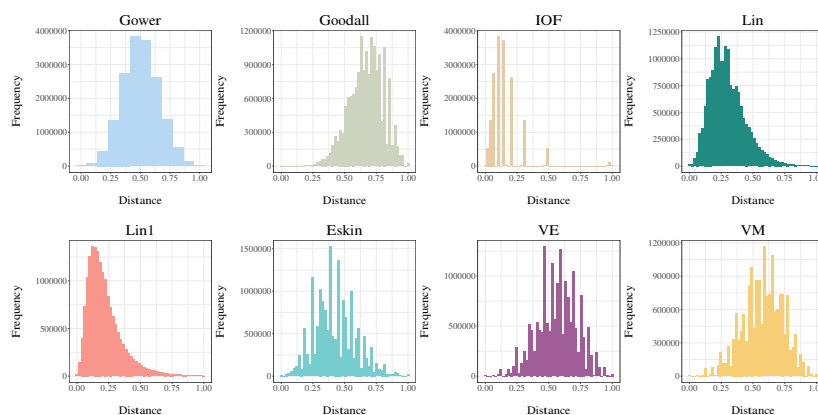 Gower
Frequency
4000000
3000000
2000000
1000000
0
0.00 0.25 0.50 0.75 1.00
Distance
Goodall
Frequency
1200000
900000
600000
300000
0
0.00 0.25 0.50 0.75 1.00
Distance
IOF
Frequency
4000000
3000000
2000000
1000000
0
0.00 0.25 0.50 0.75 1.00
Distance
Lin
Frequency
1250000
1000000
750000
500000
250000
0
0.00 0.25 0.50 0.75 1.00
Distance
Lin1
Frequency
1000000
500000
0
0.00 0.25 0.50 0.75 1.00
Distance
Eskin
Frequency
1500000
1000000
500000
0
0.00 0.25 0.50 0.75 1.00
Distance
VE
Frequency
1000000
500000
0
0.00 0.25 0.50 0.75 1.00
Distance
VM
Frequency
1200000
900000
600000
300000
0
0.00 0.25 0.50 0.75 1.00
Distance